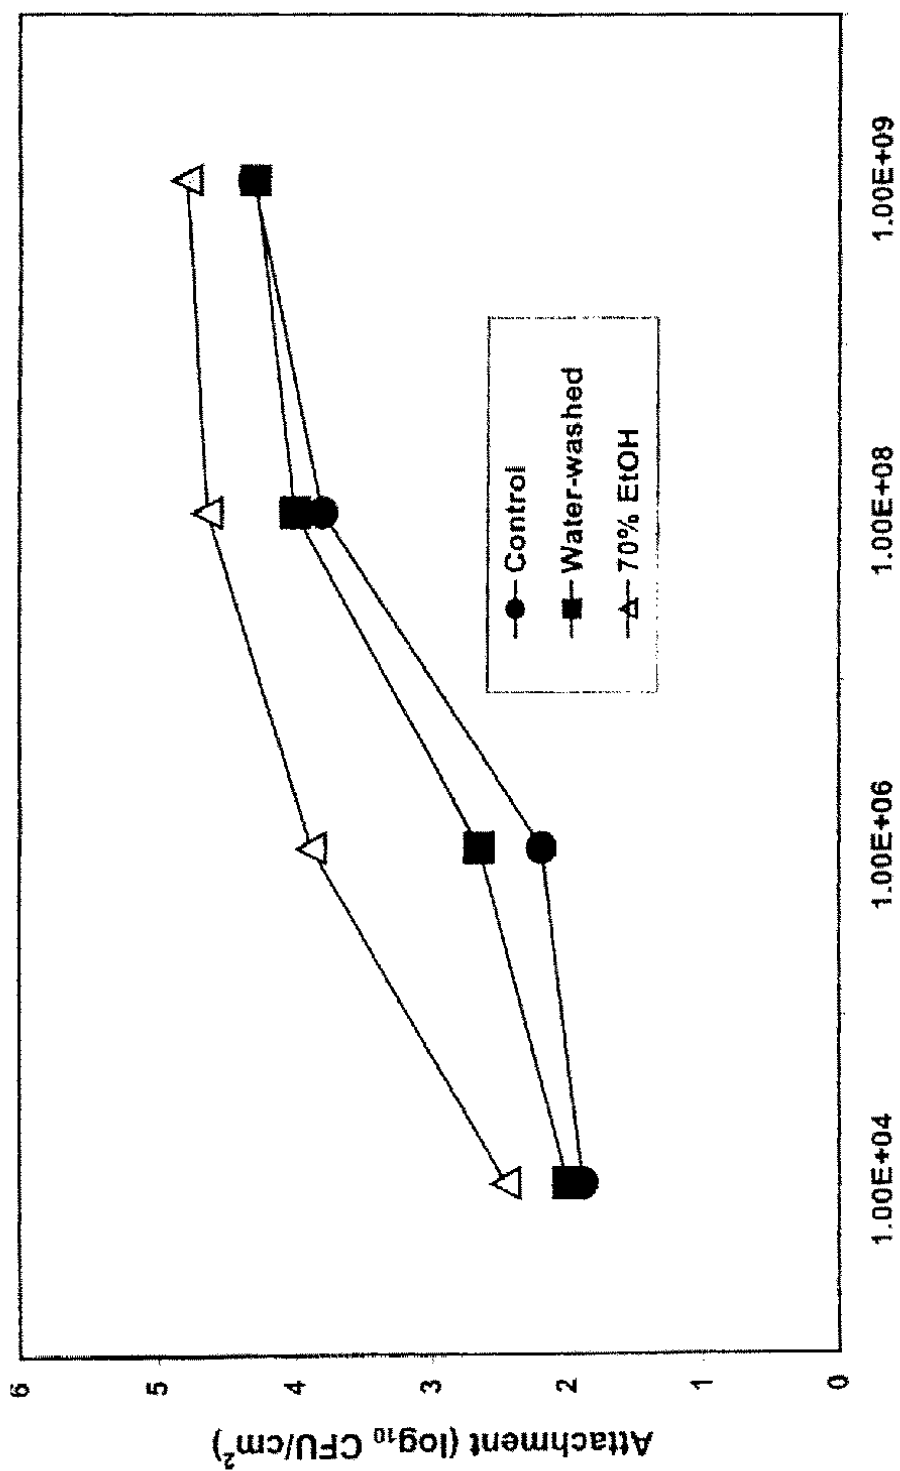 Attachment (log₁₀ CFU/cm²)
6
5
4
3
2
1
0
Control
Water-washed
70% EtOH
1.00E+04
1.00E+06
1.00E+08
1.00E+09